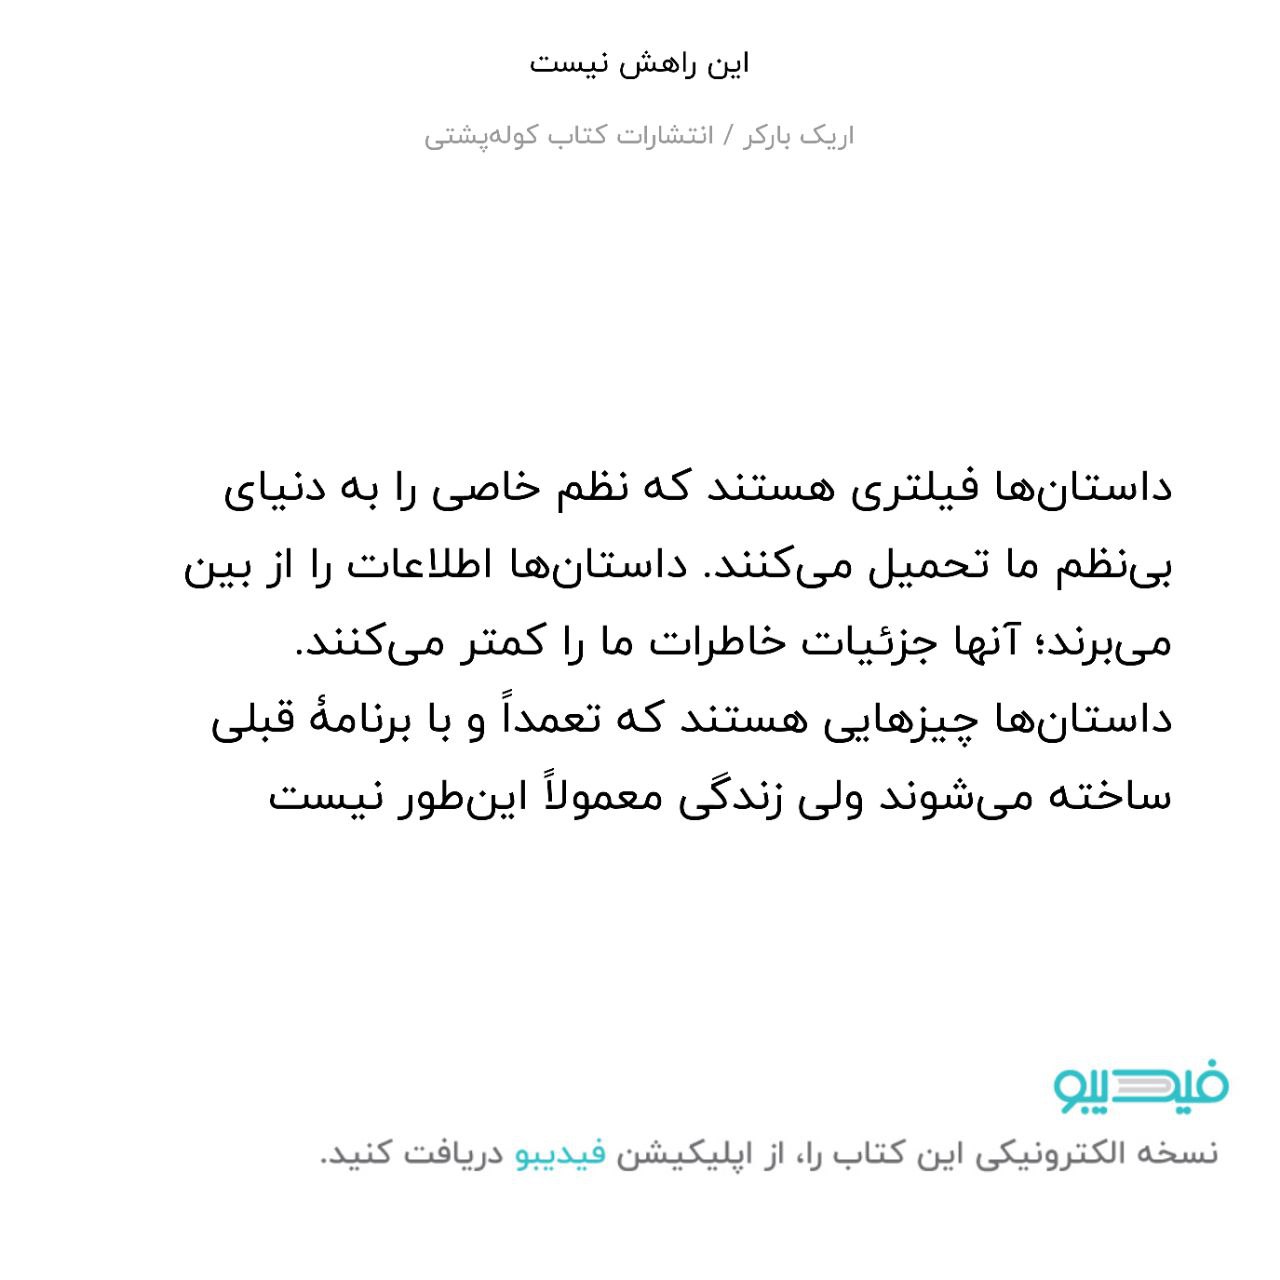 این راهش نیست
اریک بارکر / انتشارات کتاب کوله‌پشتی
داستان‌ها فیلتری هستند که نظم خاصی را به دنیای
بی‌نظم ما تحمیل می‌کنند. داستان‌ها اطلاعات را از بین
می‌برند؛ آنها جزئیات خاطرات ما را کمتر می‌کنند.
داستان‌ها چیزهایی هستند که تعمداً و با برنامهٔ قبلی
ساخته می‌شوند ولی زندگی معمولاً این‌طور نیست
فیدیبو
نسخه الکترونیکی این کتاب را، از اپلیکیشن فیدیبو دریافت کنید.